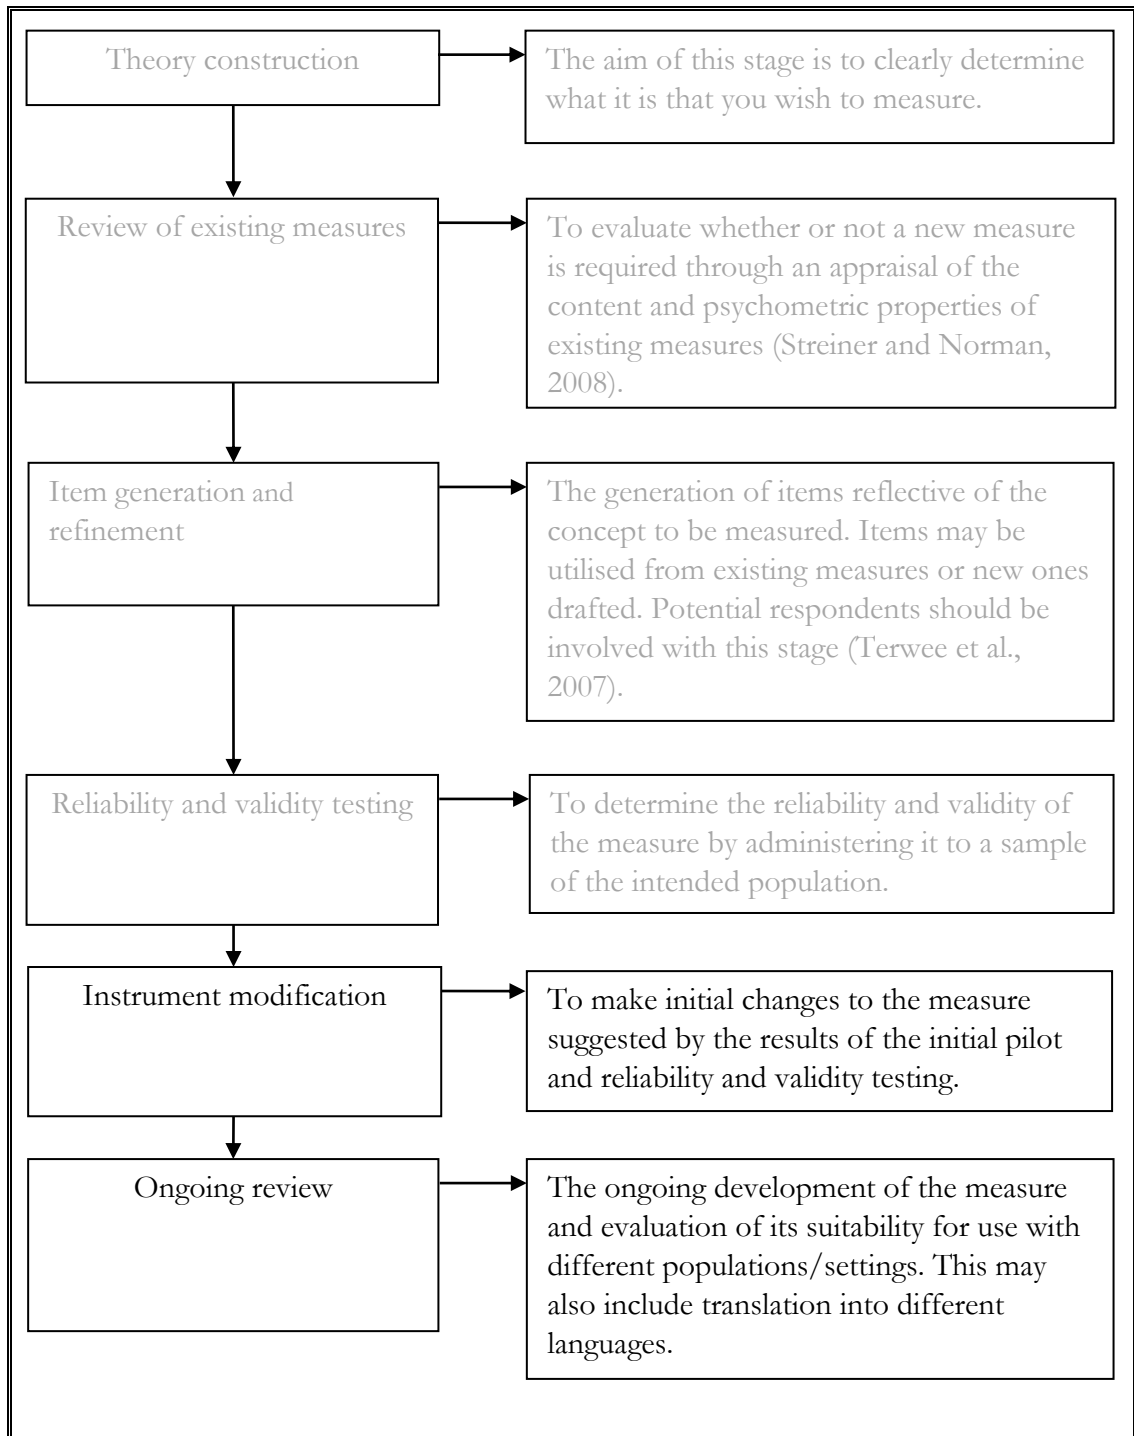 Theory construction
The aim of this stage is to clearly determine
what it is that you wish to measure.
Review of existing measures
To evaluate whether or not a new measure
is required through an appraisal of the
content and psychometric properties of
existing measures (Streiner and Norman,
2008).
Item generation and
refinement
The generation of items reflective of the
concept to be measured. Items may be
utilised from existing measures or new ones
drafted. Potential respondents should be
involved with this stage (Terwee et al.,
2007).
Reliability and validity testing
To determine the reliability and validity of
the measure by administering it to a sample
of the intended population.
Instrument modification
To make initial changes to the measure
suggested by the results of the initial pilot
and reliability and validity testing.
Ongoing review
The ongoing development of the measure
and evaluation of its suitability for use with
different populations/settings. This may
also include translation into different
languages.